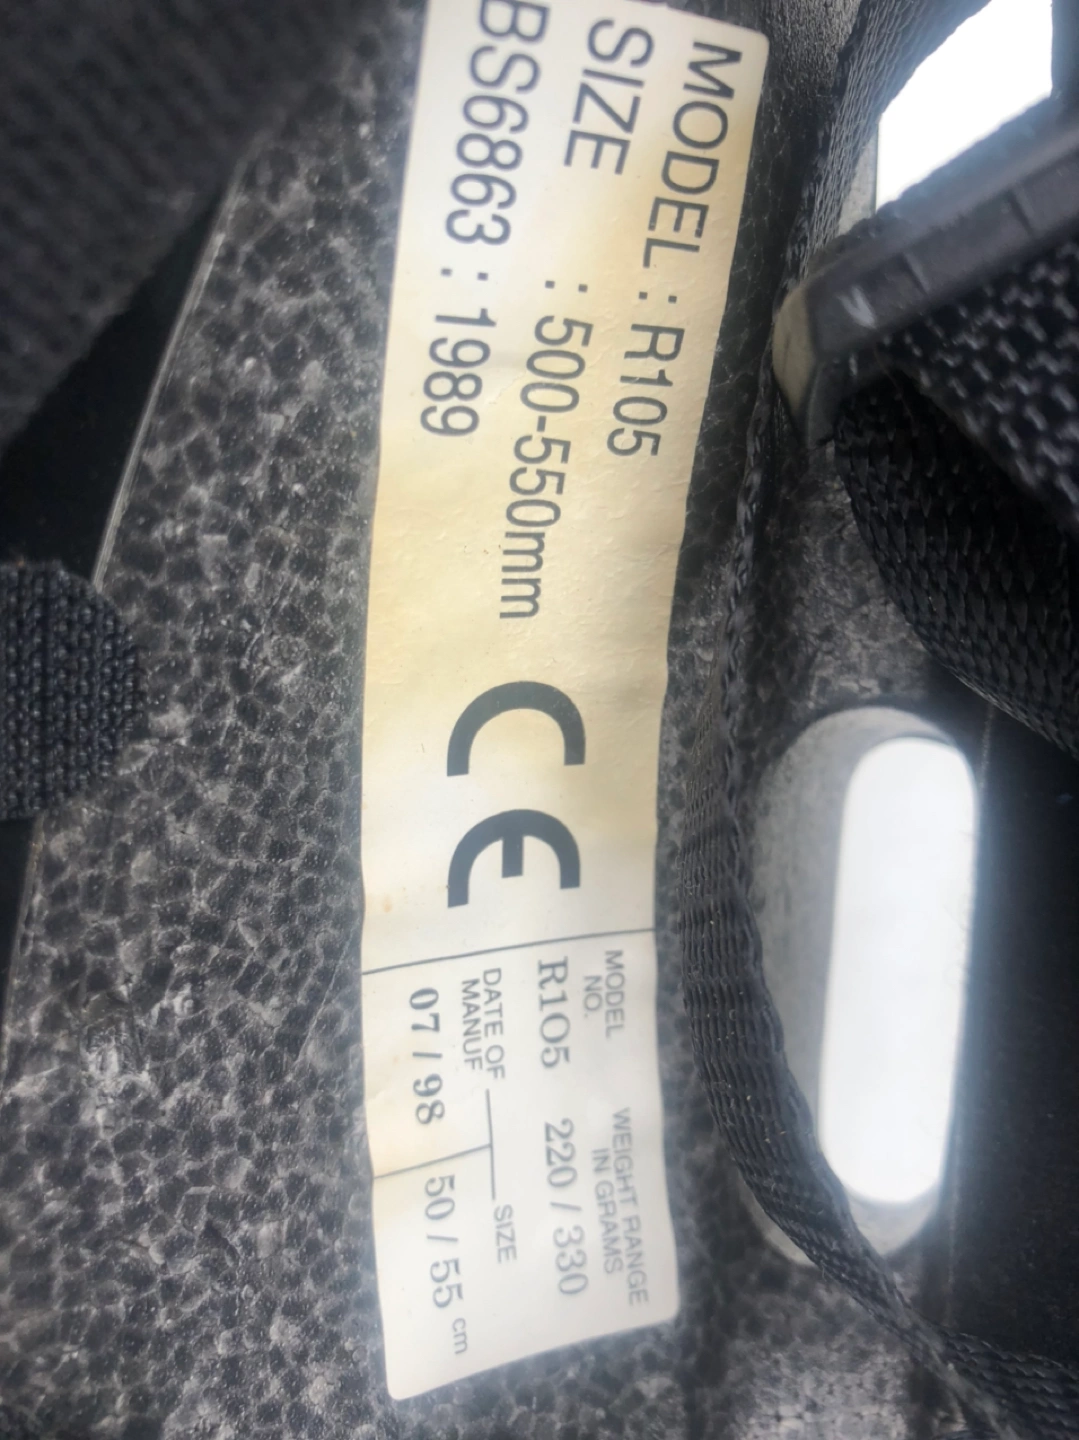 MODEL : R105
SIZE : 500-550mm
BS6863 : 1989
CE
MODEL NO.
WEIGHT RANGE IN GRAMS
R105 220/330
DATE OF MANUF
SIZE
07/98 50/55 cm